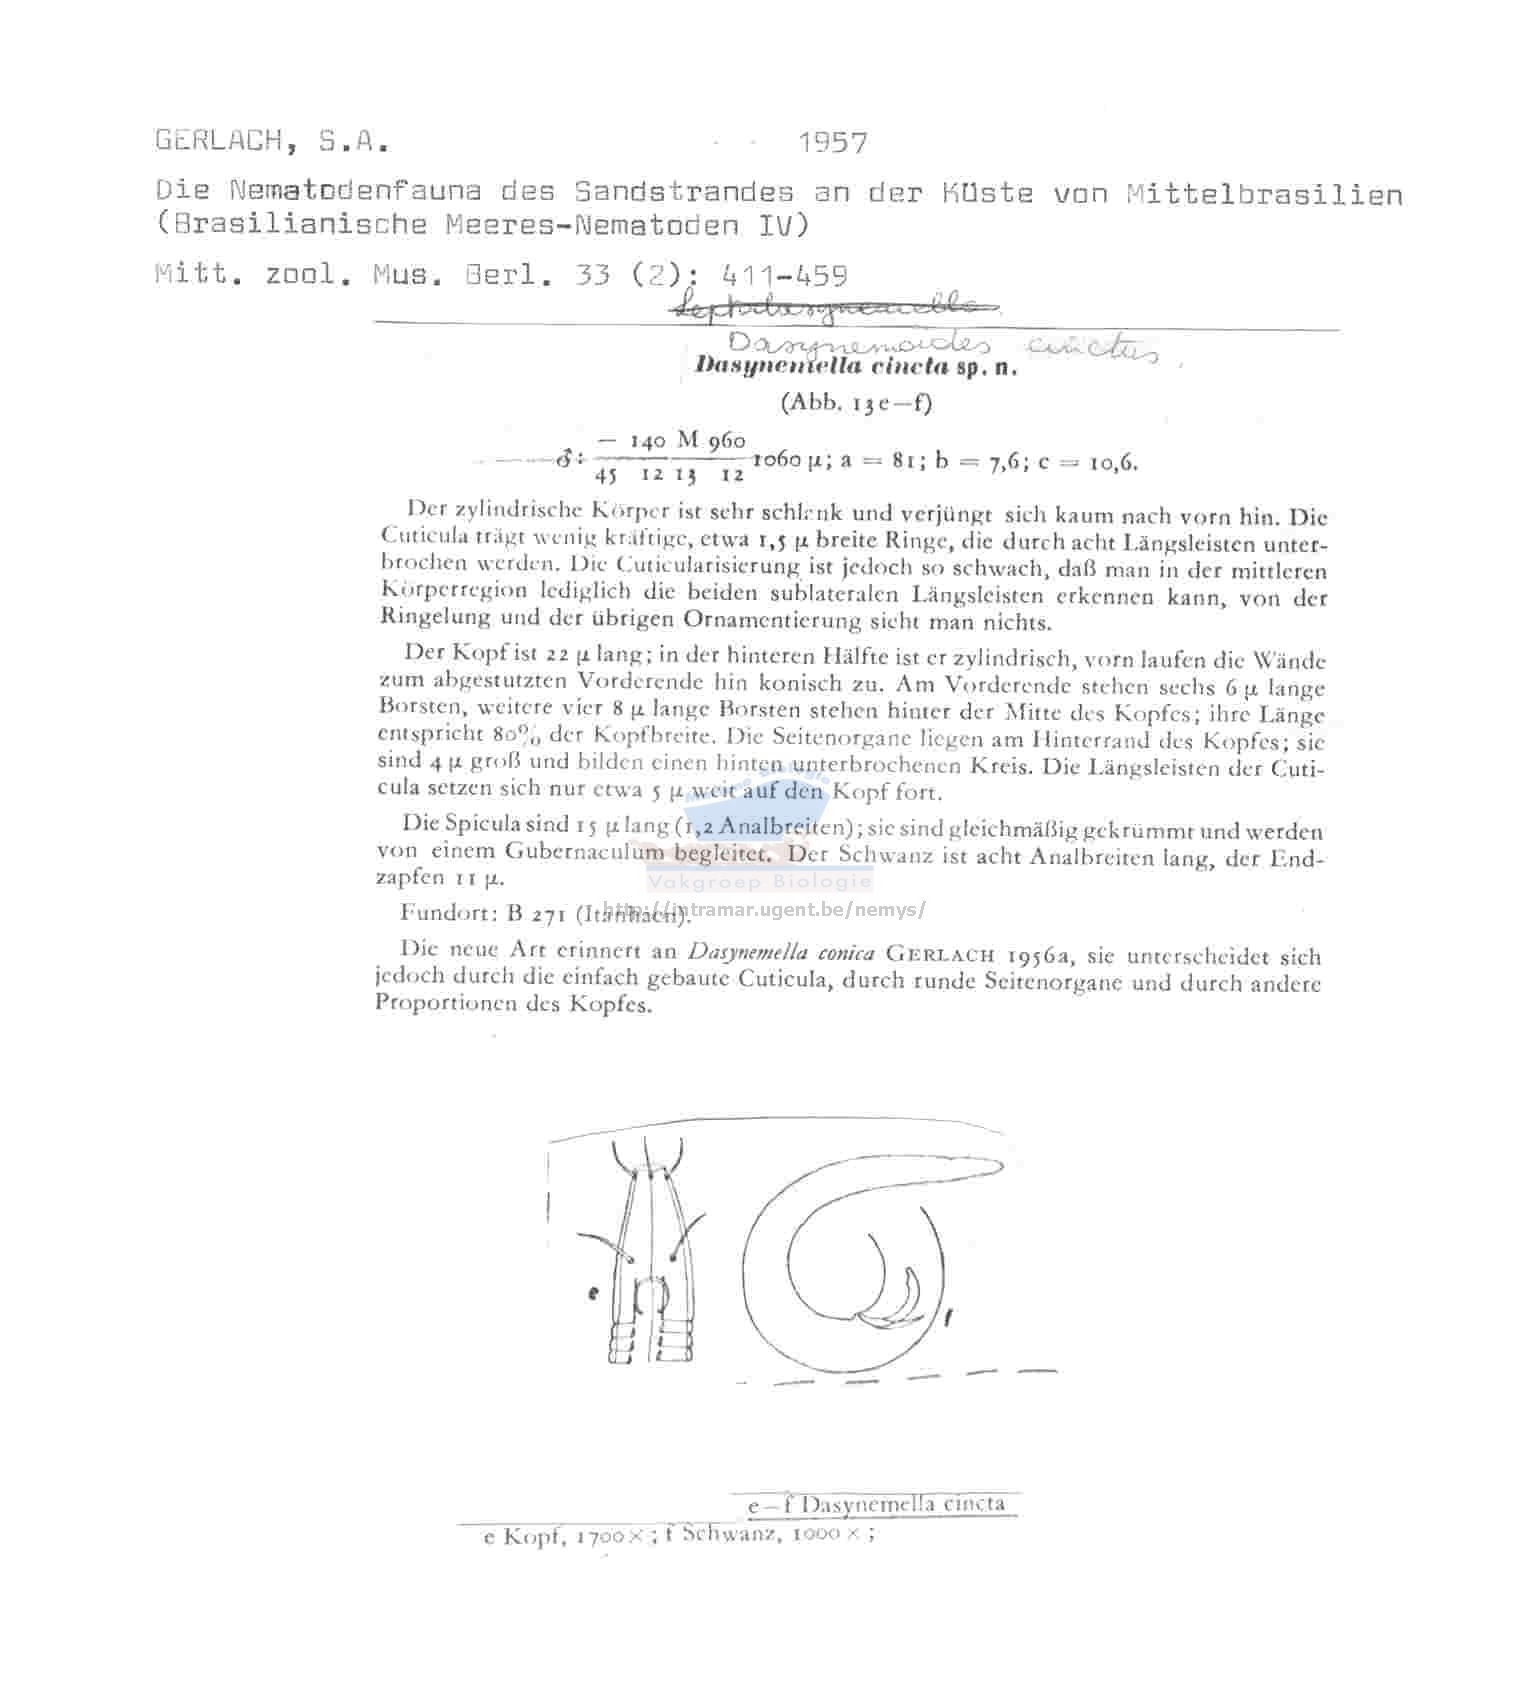 GERLACH, S.A. 1957
Die Nematodenfauna des Sandstrandes an der Küste von Mittelbrasilien
(Brasilianische Meeres-Nematoden IV)
Mitt. zool. Mus. Berl. 33 (2): 411-459
Dasynemoides cinctus.
Dasynemella cincta sp. n.
(Abb. 13e—f)
— 140 M 960
♂: 1060 µ; a = 81; b = 7,6; c = 10,6.
45 12 13 12
Der zylindrische Körper ist sehr schlank und verjüngt sich kaum nach vorn hin. Die
Cuticula trägt wenig kräftige, etwa 1,5 µ breite Ringe, die durch acht Längsleisten unter-
brochen werden. Die Cuticularisierung ist jedoch so schwach, daß man in der mittleren
Körperregion lediglich die beiden sublateralen Längsleisten erkennen kann, von der
Ringelung und der übrigen Ornamentierung sieht man nichts.
Der Kopf ist 22 µ lang; in der hinteren Hälfte ist er zylindrisch, vorn laufen die Wände
zum abgestutzten Vorderende hin konisch zu. Am Vorderende stehen sechs 6 µ lange
Borsten, weitere vier 8 µ lange Borsten stehen hinter der Mitte des Kopfes; ihre Länge
entspricht 80% der Kopfbreite. Die Seitenorgane liegen am Hinterrand des Kopfes; sie
sind 4 µ groß und bilden einen hinten unterbrochenen Kreis. Die Längsleisten der Cuti-
cula setzen sich nur etwa 5 µ weit auf den Kopf fort.
Die Spicula sind 15 µ lang (1,2 Analbreiten); sie sind gleichmäßig gekrümmt und werden
von einem Gubernaculum begleitet. Der Schwanz ist acht Analbreiten lang, der End-
zapfen 11 µ.
Vakgroep Biologie
http://intramar.ugent.be/nemys/
Fundort: B 271 (Itanhaen).
Die neue Art erinnert an Dasynemella conica GERLACH 1956a, sie unterscheidet sich
jedoch durch die einfach gebaute Cuticula, durch runde Seitenorgane und durch andere
Proportionen des Kopfes.
e
f
e—f Dasynemella cincta
e Kopf, 1700×; f Schwanz, 1000×;